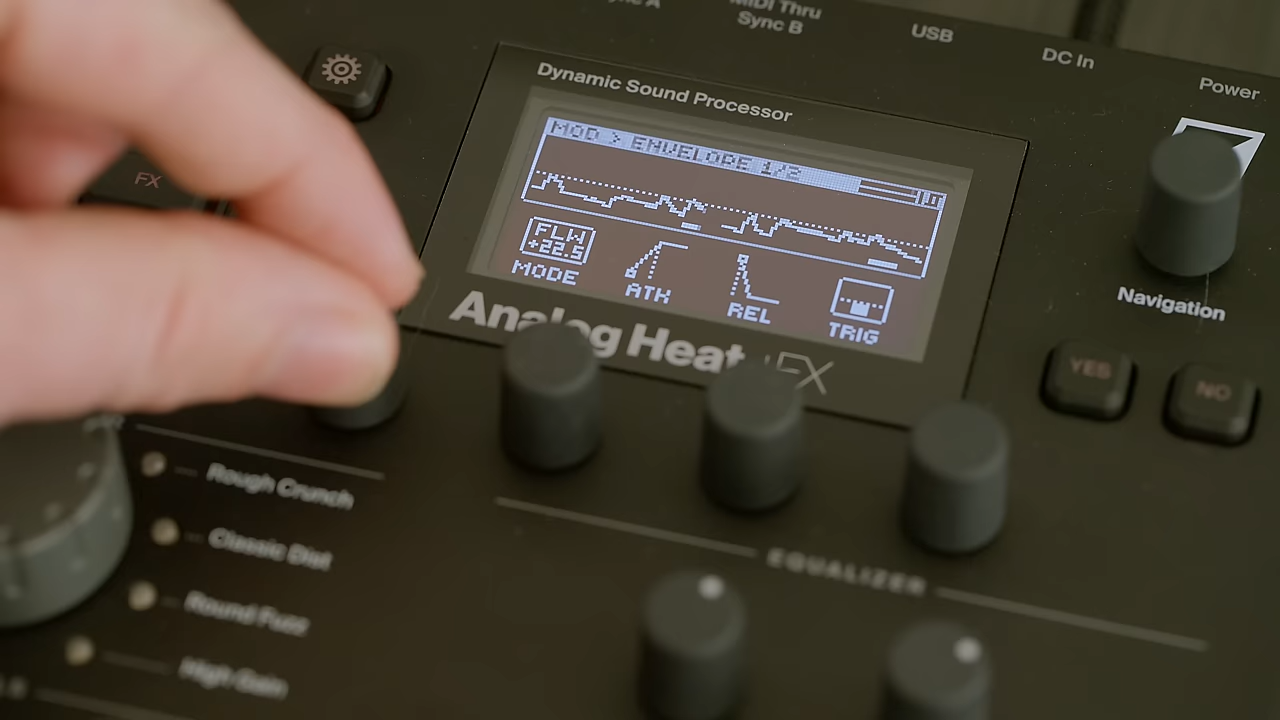 MIDI Thru
Sync B
USB
DC In
Power
Dynamic Sound Processor
MOD > ENVELOPE 1/2
FX
FLW
+22.5
MODE
ATK
REL
TRIG
Analog Heat +FX
Navigation
YES
NO
Rough Crunch
Classic Dist
Round Fuzz
High Gain
EQUALIZER